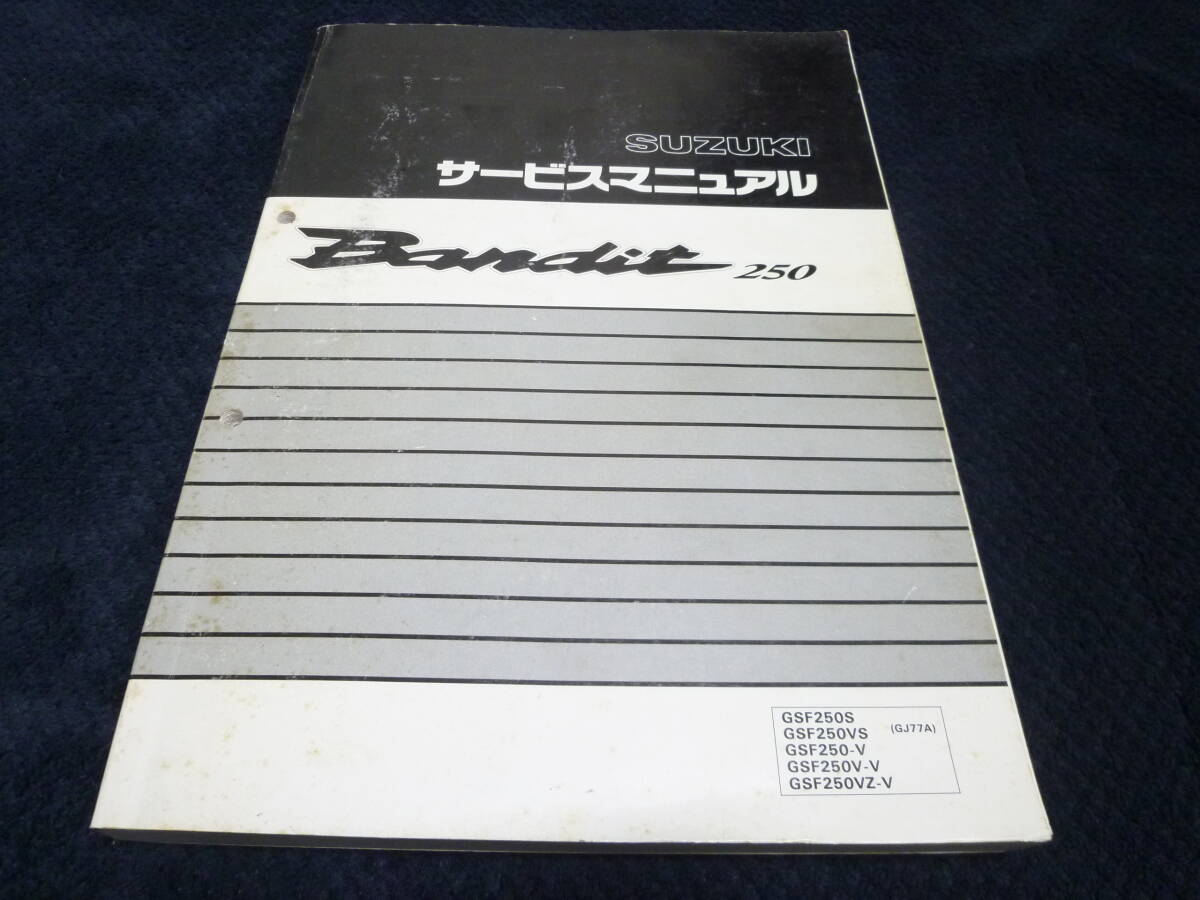 SUZUKI
サービスマニュアル
Bandit 250
GSF250S
GSF250VS (GJ77A)
GSF250-V
GSF250V-V
GSF250VZ-V